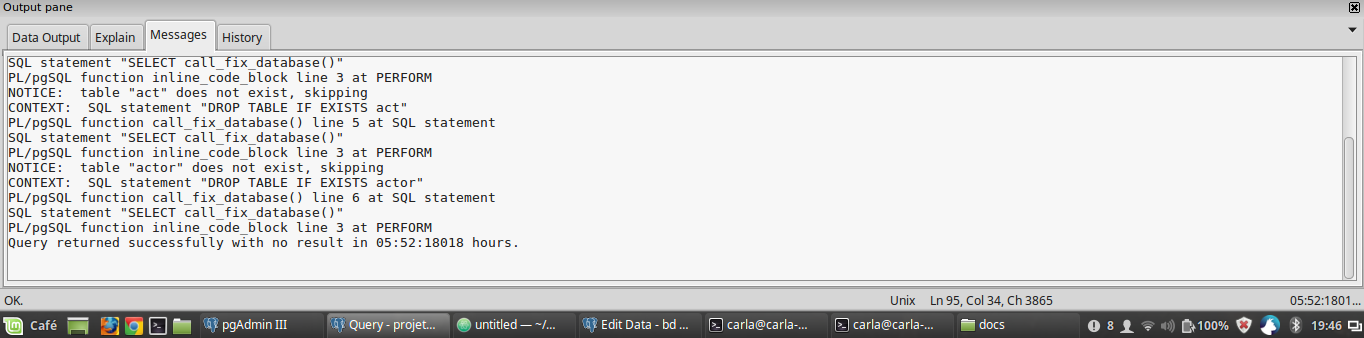 Output pane
Data Output Explain Messages History
SQL statement "SELECT call_fix_database()"
PL/pgSQL function inline_code_block line 3 at PERFORM
NOTICE:  table "act" does not exist, skipping
CONTEXT:  SQL statement "DROP TABLE IF EXISTS act"
PL/pgSQL function call_fix_database() line 5 at SQL statement
SQL statement "SELECT call_fix_database()"
PL/pgSQL function inline_code_block line 3 at PERFORM
NOTICE:  table "actor" does not exist, skipping
CONTEXT:  SQL statement "DROP TABLE IF EXISTS actor"
PL/pgSQL function call_fix_database() line 6 at SQL statement
SQL statement "SELECT call_fix_database()"
PL/pgSQL function inline_code_block line 3 at PERFORM
Query returned successfully with no result in 05:52:18018 hours.
OK. Unix Ln 95, Col 34, Ch 3865 05:52:1801...
Café pgAdmin III Query - projet... untitled — ~/... Edit Data - bd ... carla@carla-... carla@carla-... docs 8 100% 19:46